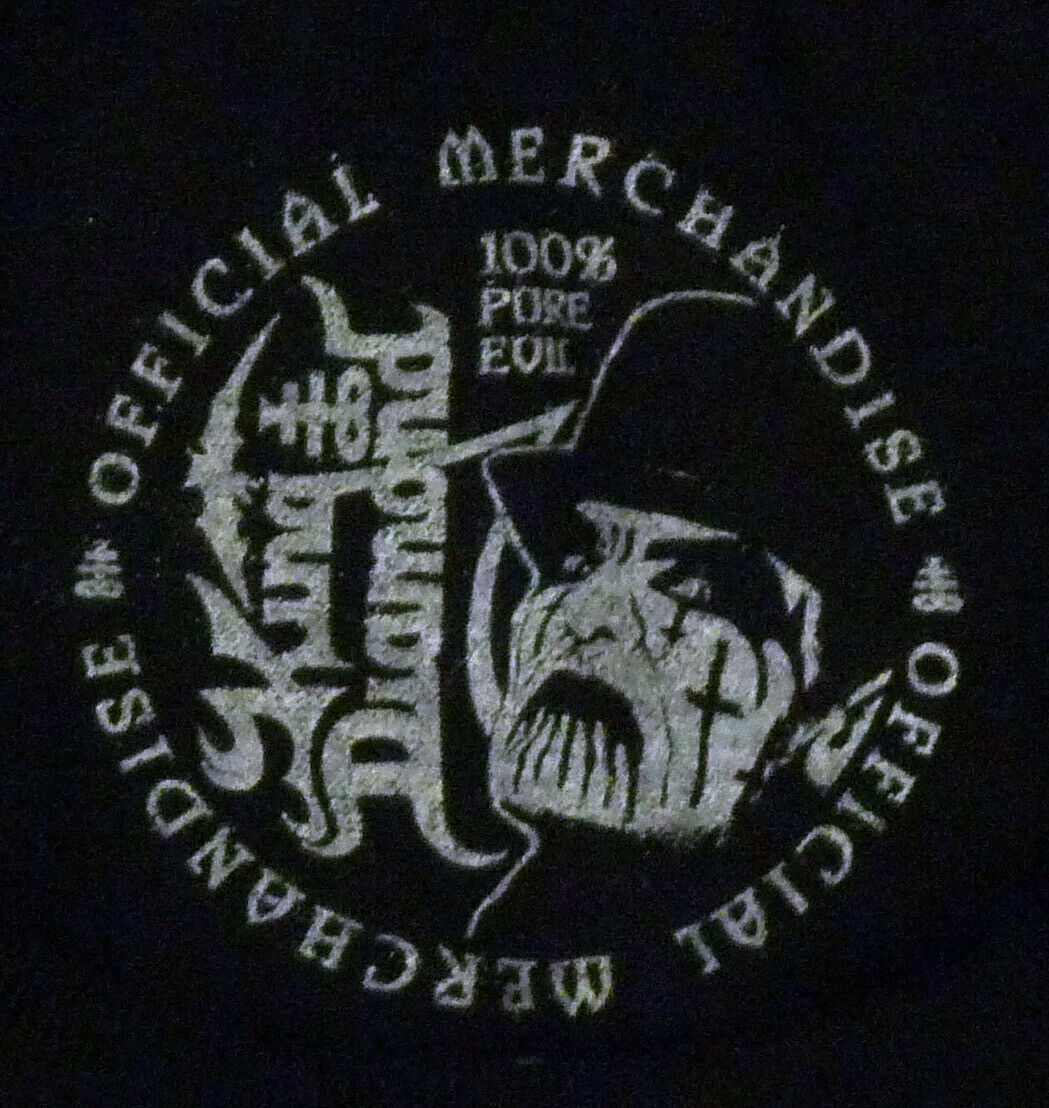 OFFICIAL MERCHANDISE
OFFICIAL MERCHANDISE
100%
PURE
EVIL
King
Diamond